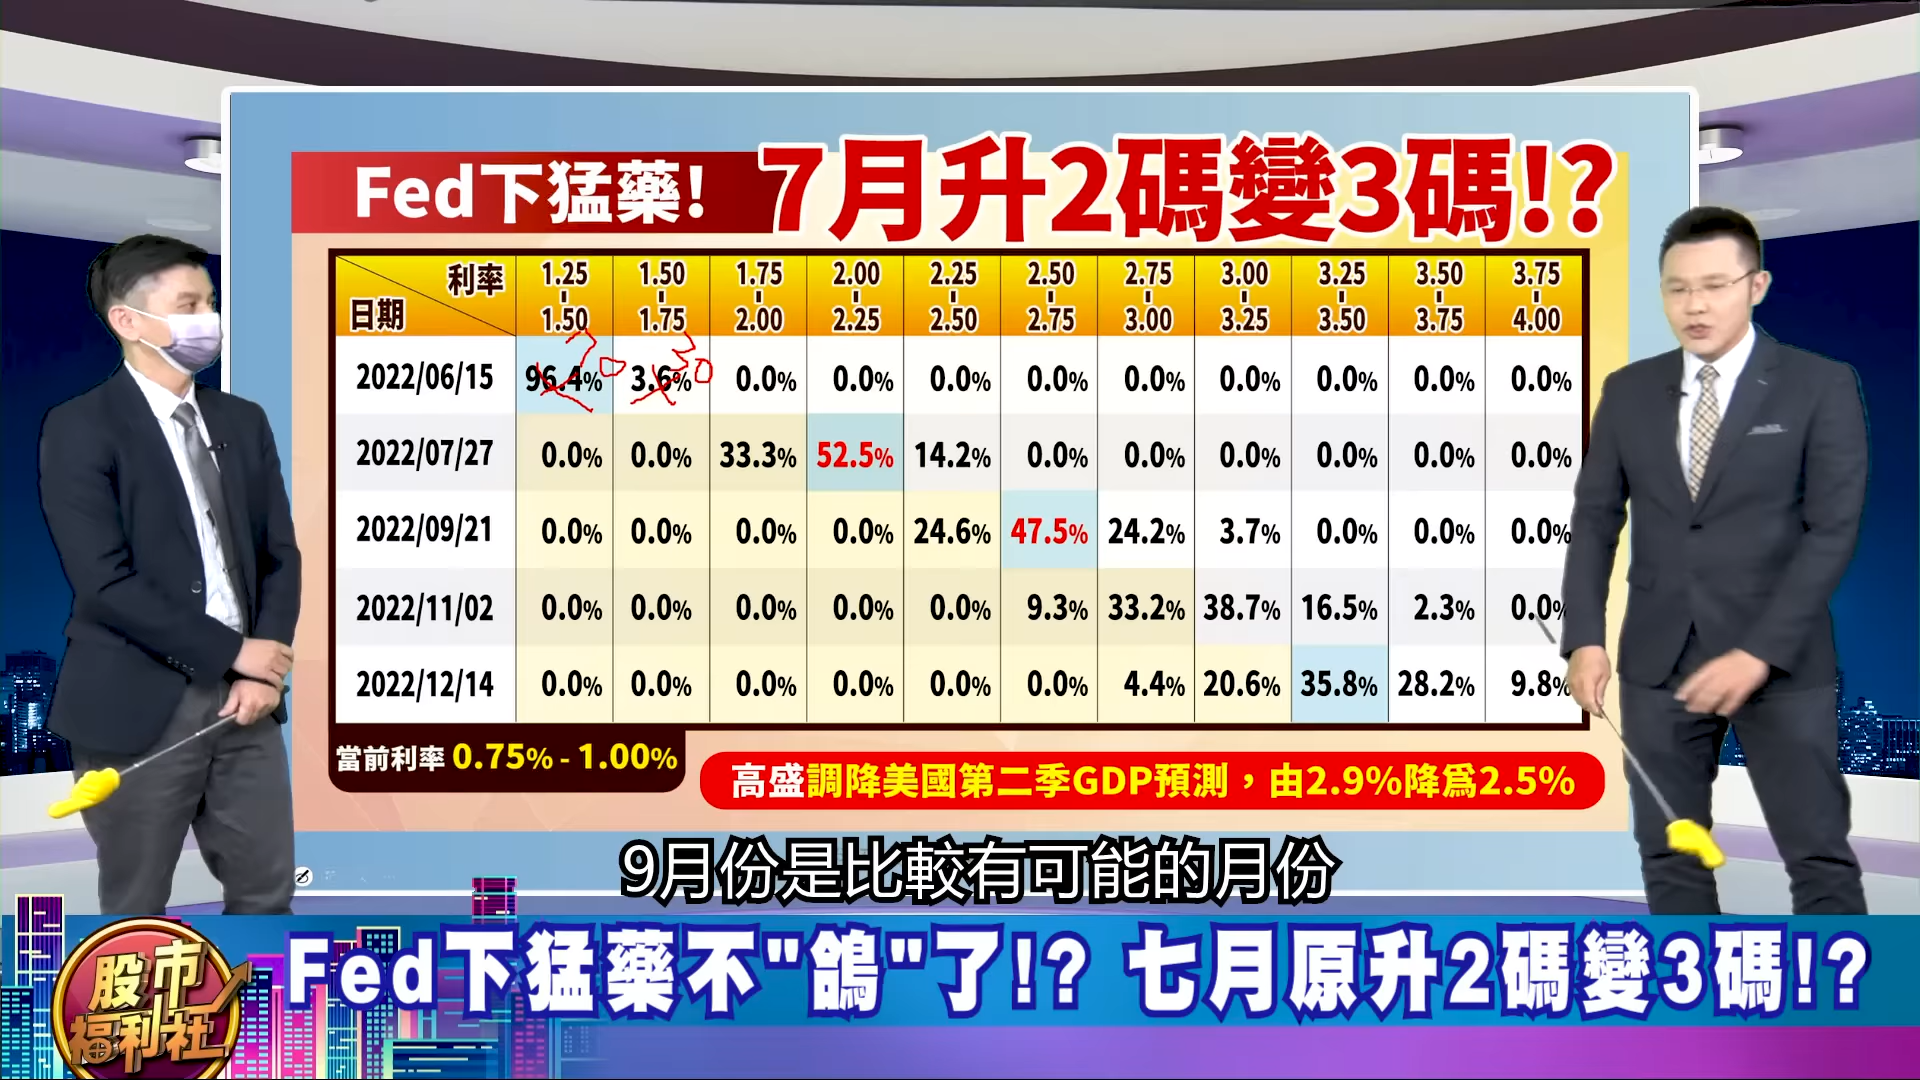 Fed下猛藥! 7月升2碼變3碼!?
利率 日期 1.25-1.50 1.50-1.75 1.75-2.00 2.00-2.25 2.25-2.50 2.50-2.75 2.75-3.00 3.00-3.25 3.25-3.50 3.50-3.75 3.75-4.00
70 30
2022/06/15 96.4% 3.6% 0.0% 0.0% 0.0% 0.0% 0.0% 0.0% 0.0% 0.0% 0.0%
2022/07/27 0.0% 0.0% 33.3% 52.5% 14.2% 0.0% 0.0% 0.0% 0.0% 0.0% 0.0%
2022/09/21 0.0% 0.0% 0.0% 0.0% 24.6% 47.5% 24.2% 3.7% 0.0% 0.0% 0.0%
2022/11/02 0.0% 0.0% 0.0% 0.0% 0.0% 9.3% 33.2% 38.7% 16.5% 2.3% 0.0%
2022/12/14 0.0% 0.0% 0.0% 0.0% 0.0% 0.0% 4.4% 20.6% 35.8% 28.2% 9.8%
當前利率 0.75% - 1.00%
高盛調降美國第二季GDP預測，由2.9%降為2.5%
9月份是比較有可能的月份
Fed下猛藥不"鴿"了!? 七月原升2碼變3碼!?
股市
福利社